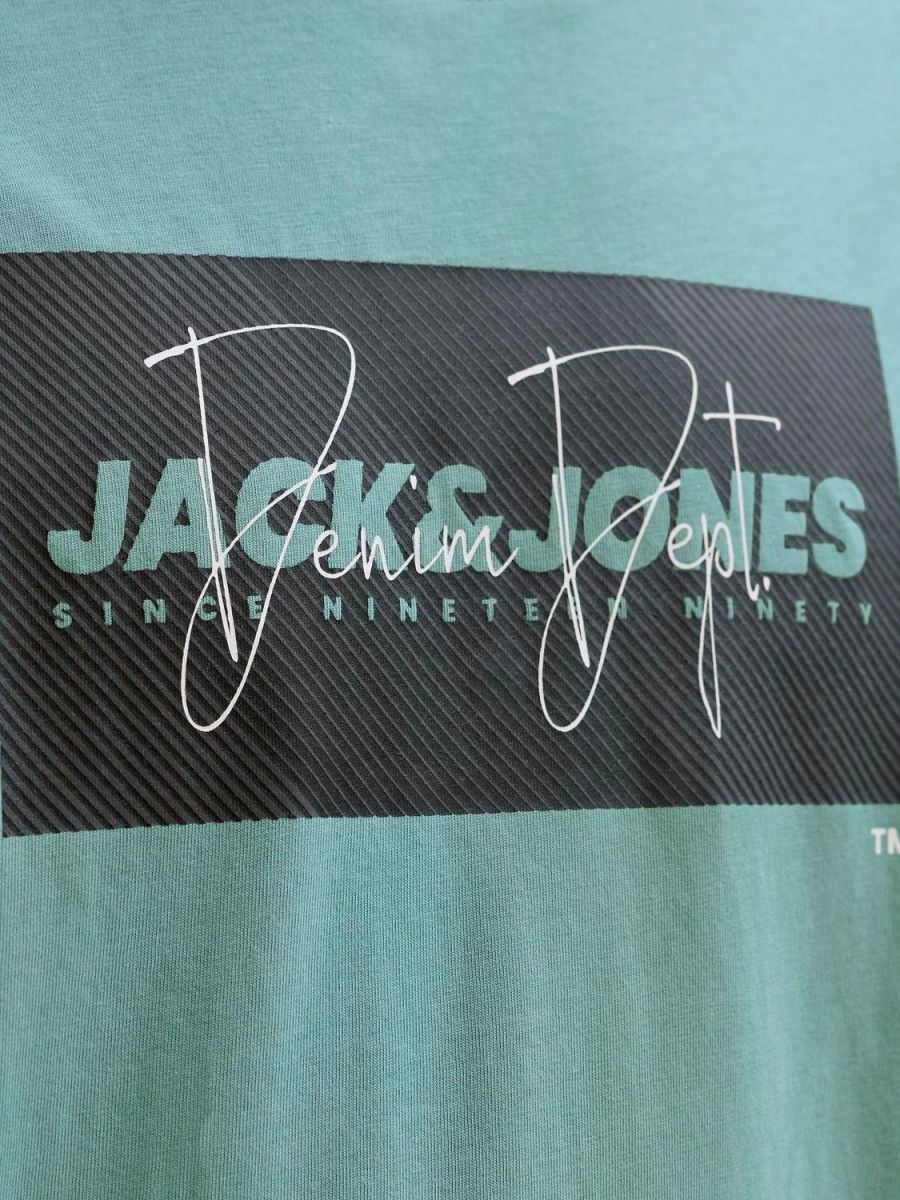 JACK&JONES
Denim Dept.
SINCE NINETEEN NINETY
TM